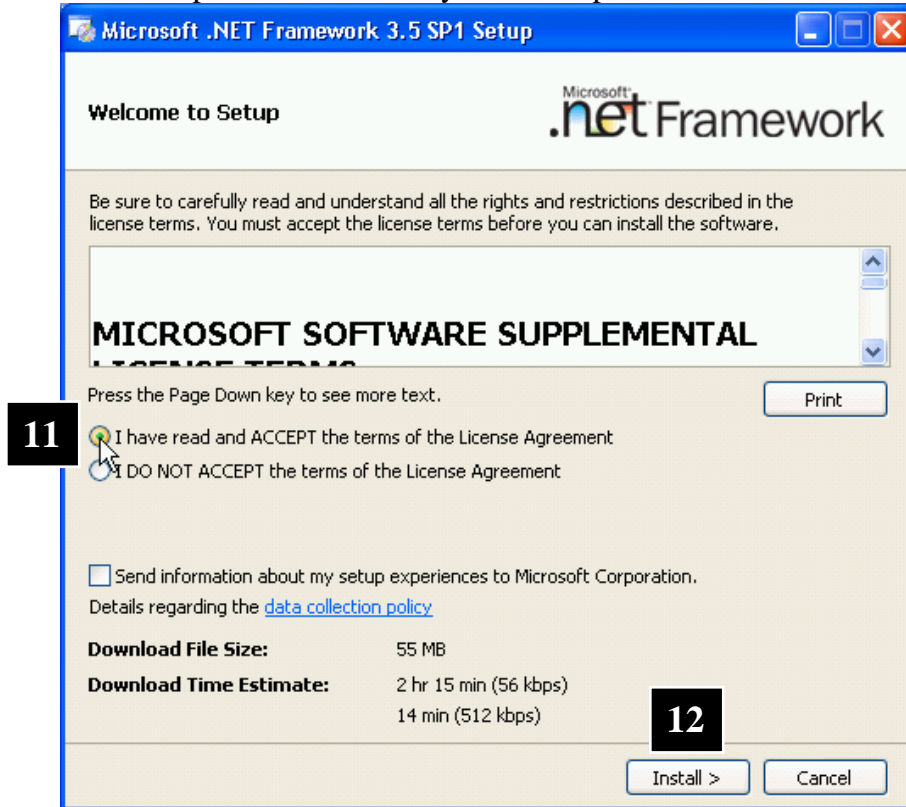 Microsoft .NET Framework 3.5 SP1 Setup
Welcome to Setup
Microsoft
.net Framework
Be sure to carefully read and understand all the rights and restrictions described in the
license terms. You must accept the license terms before you can install the software.
MICROSOFT SOFTWARE SUPPLEMENTAL
LICENSE TERMS
Press the Page Down key to see more text.
Print
11
I have read and ACCEPT the terms of the License Agreement
I DO NOT ACCEPT the terms of the License Agreement
Send information about my setup experiences to Microsoft Corporation.
Details regarding the data collection policy
Download File Size: 55 MB
Download Time Estimate: 2 hr 15 min (56 kbps)
14 min (512 kbps)
12
Install >
Cancel